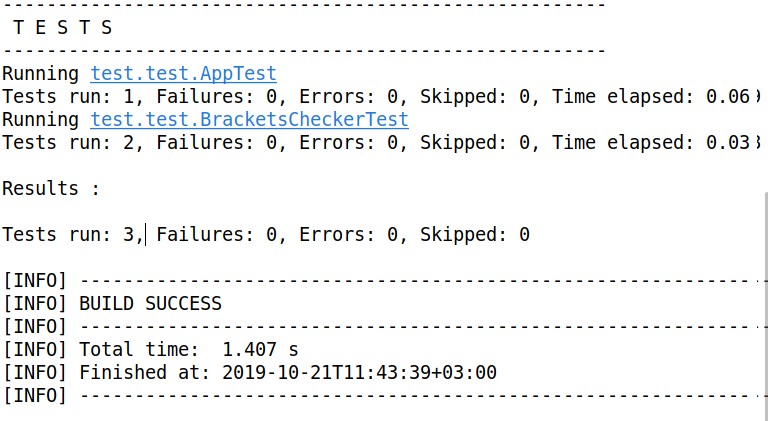 -------------------------------------------------------
T E S T S
-------------------------------------------------------
Running test.test.AppTest
Tests run: 1, Failures: 0, Errors: 0, Skipped: 0, Time elapsed: 0.06
Running test.test.BracketsCheckerTest
Tests run: 2, Failures: 0, Errors: 0, Skipped: 0, Time elapsed: 0.03
Results :
Tests run: 3, Failures: 0, Errors: 0, Skipped: 0
[INFO] -------------------------------------------------------------
[INFO] BUILD SUCCESS
[INFO] -------------------------------------------------------------
[INFO] Total time:  1.407 s
[INFO] Finished at: 2019-10-21T11:43:39+03:00
[INFO] -------------------------------------------------------------